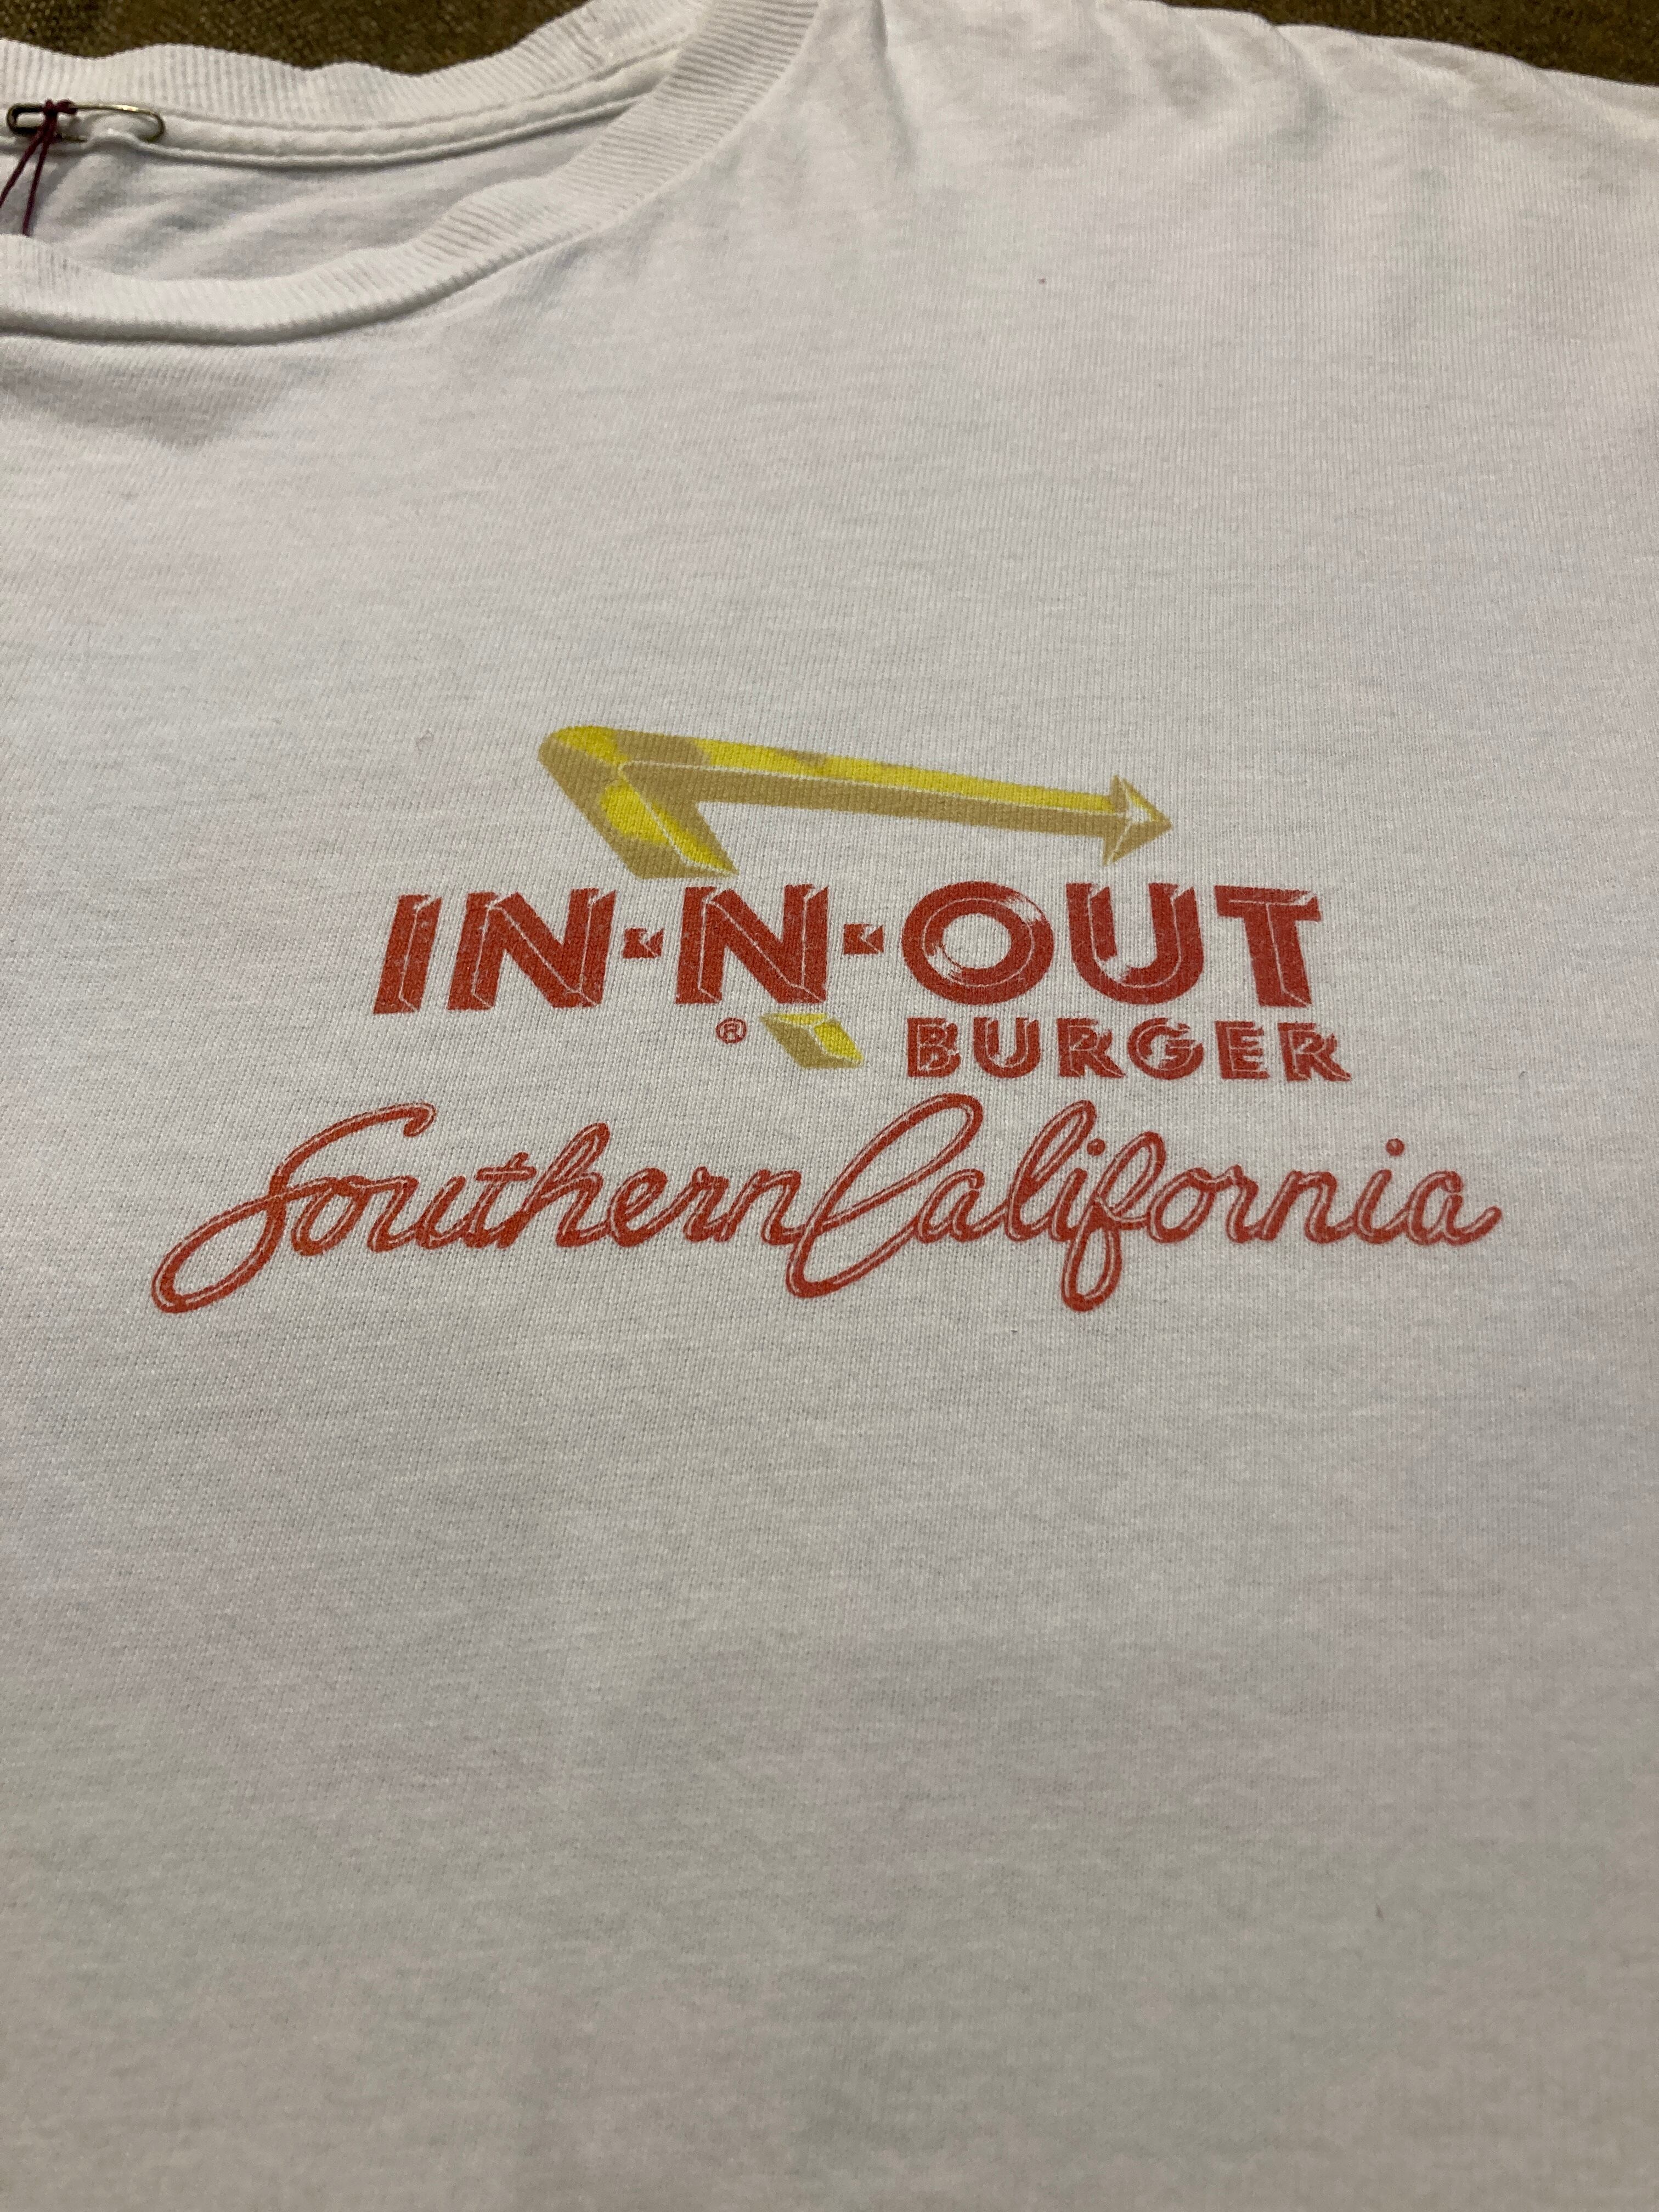 IN-N-OUT
® BURGER
Southern California